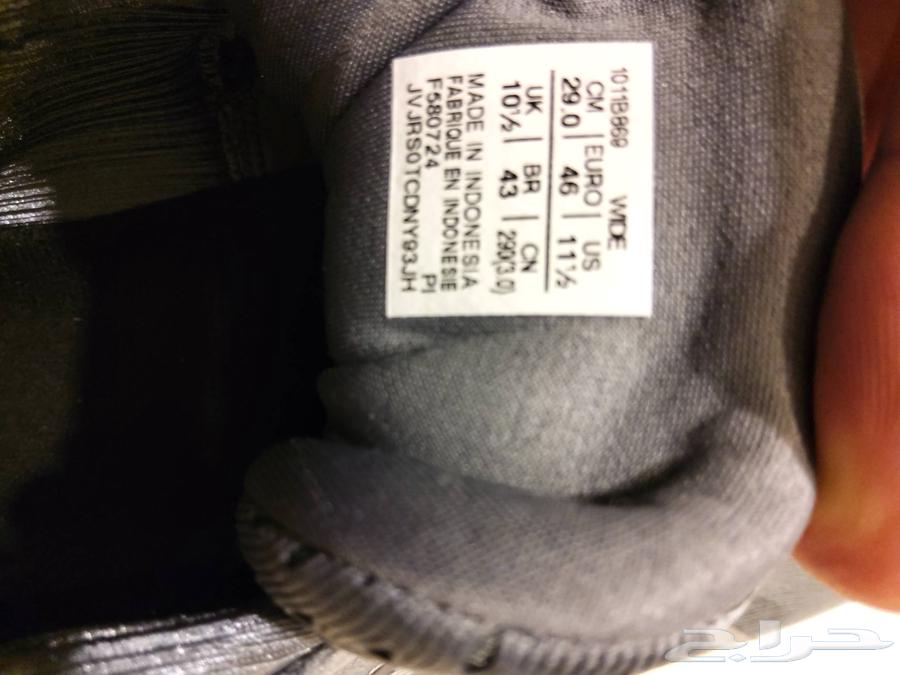 1011B869 WIDE
CM | EURO | US
29.0 | 46 | 11½
UK | BR | CN
10½ | 43 | 290(3.0)
MADE IN INDONESIA
FABRIQUE EN INDONESIE
F580724 PI
JVJRS0TCDNY93JH
حراج